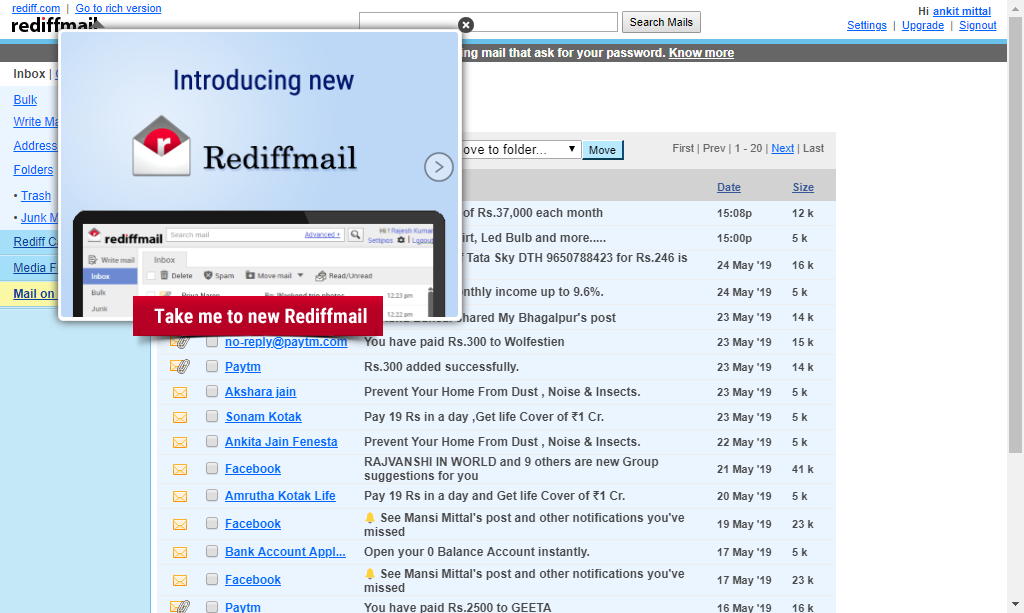 rediff.com | Go to rich version
Hi ankit mittal
rediffmail
Search Mails
Settings | Upgrade | Signout
ing mail that ask for your password. Know more
Inbox |
Bulk
Write Ma
Address
Folders
• Trash
• Junk M
Rediff Ca
Media F
Mail on
Introducing new
Rediffmail
rediffmail
Search mail
Advanced +
Hi ! Rajesh Kumar
Settings
Logout
Write mail
Inbox
Delete
Spam
Move mail
Read/Unread
Inbox
Bulk
Junk
Priya Naren
Re: Weekend trip photos
12:23 pm
12:22 pm
Take me to new Rediffmail
ove to folder...
Move
First | Prev | 1 - 20 | Next | Last
Date Size
of Rs.37,000 each month 15:08p 12 k
irt, Led Bulb and more..... 15:00p 5 k
f Tata Sky DTH 9650788423 for Rs.246 is 24 May '19 16 k
nthly income up to 9.6%. 24 May '19 5 k
shared My Bhagalpur's post 23 May '19 14 k
no-reply@paytm.com You have paid Rs.300 to Wolfestien 23 May '19 15 k
Paytm Rs.300 added successfully. 23 May '19 14 k
Akshara jain Prevent Your Home From Dust , Noise & Insects. 23 May '19 5 k
Sonam Kotak Pay 19 Rs in a day ,Get life Cover of ₹1 Cr. 23 May '19 5 k
Ankita Jain Fenesta Prevent Your Home From Dust , Noise & Insects. 22 May '19 5 k
Facebook RAJVANSHI IN WORLD and 9 others are new Group suggestions for you 21 May '19 41 k
Amrutha Kotak Life Pay 19 Rs in a day and Get life Cover of ₹1 Cr. 20 May '19 5 k
Facebook 🔔 See Mansi Mittal's post and other notifications you've missed 19 May '19 23 k
Bank Account Appl... Open your 0 Balance Account instantly. 17 May '19 5 k
Facebook 🔔 See Mansi Mittal's post and other notifications you've missed 17 May '19 23 k
Paytm You have paid Rs.2500 to GEETA 16 May '19 16 k